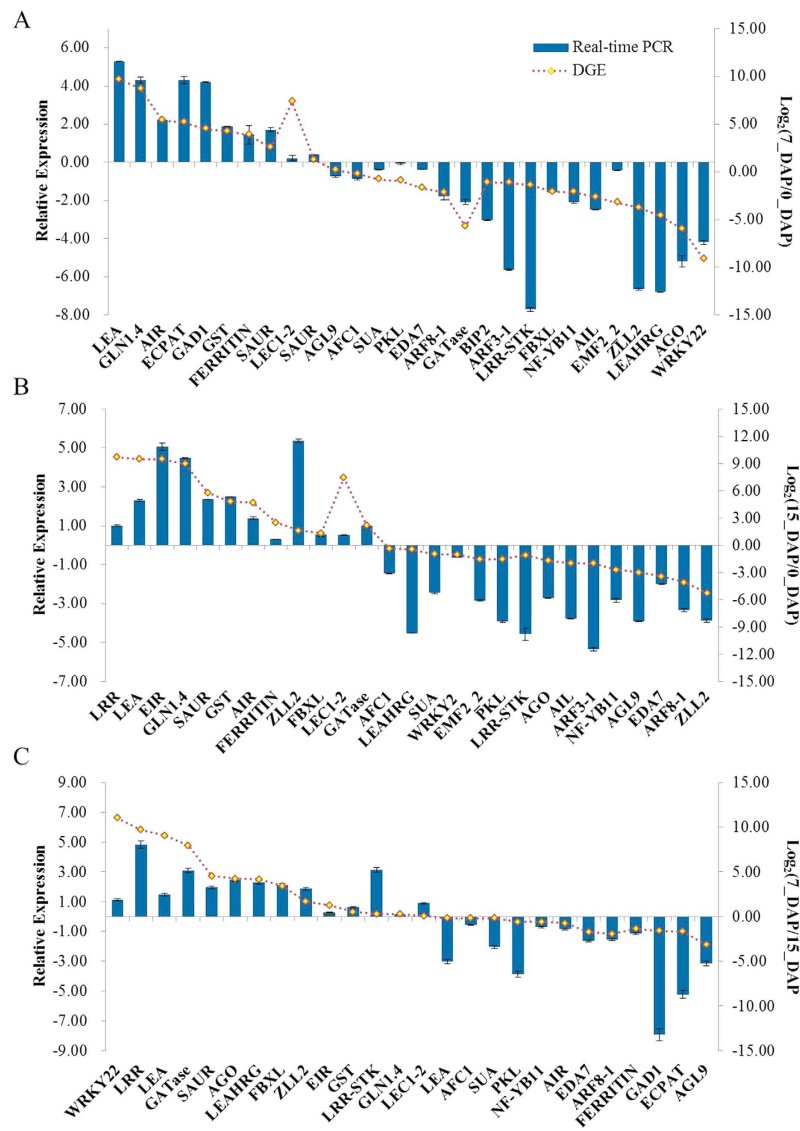 A
Real-time PCR
DGE
Relative Expression
6.00
4.00
2.00
0.00
-2.00
-4.00
-6.00
-8.00
15.00
10.00
5.00
0.00
-5.00
-10.00
-15.00
Log2(7_DAP/0_DAP)
LEA
GLN1.4
AIR
ECPAT
GAD1
GST
FERRITIN
SAUR
LEC1-2
SAUR
AGL9
AFC1
SUA
PKL
EDA7
ARF8-1
GATase
BIP2
ARF3-1
LRR-STK
FBXL
NF-YB11
AIL
EMF2_2
ZLL2
LEAHRG
AGO
WRKY22
B
Relative Expression
7.00
5.00
3.00
1.00
-1.00
-3.00
-5.00
-7.00
15.00
12.00
9.00
6.00
3.00
0.00
-3.00
-6.00
-9.00
-12.00
-15.00
Log2(15_DAP/0_DAP)
LRR
LEA
EIR
GLN1.4
SAUR
GST
AIR
FERRITIN
ZLL2
FBXL
LEC1-2
GATase
AFC1
LEAHRG
SUA
WRKY2
EMF2_2
PKL
LRR-STK
AGO
AIL
ARF3-1
NF-YB11
AGL9
EDA7
ARF8-1
ZLL2
C
Relative Expression
9.00
7.00
5.00
3.00
1.00
-1.00
-3.00
-5.00
-7.00
-9.00
15.00
10.00
5.00
0.00
-5.00
-10.00
-15.00
Log2(7_DAP/15_DAP
WRKY22
LRR
LEA
GATase
SAUR
AGO
LEAHRG
FBXL
ZLL2
EIR
GST
LRR-STK
GLN1.4
LEC1-2
LEA
AFC1
SUA
PKL
NF-YB11
AIR
EDA7
ARF8-1
FERRITIN
GAD1
ECPAT
AGL9